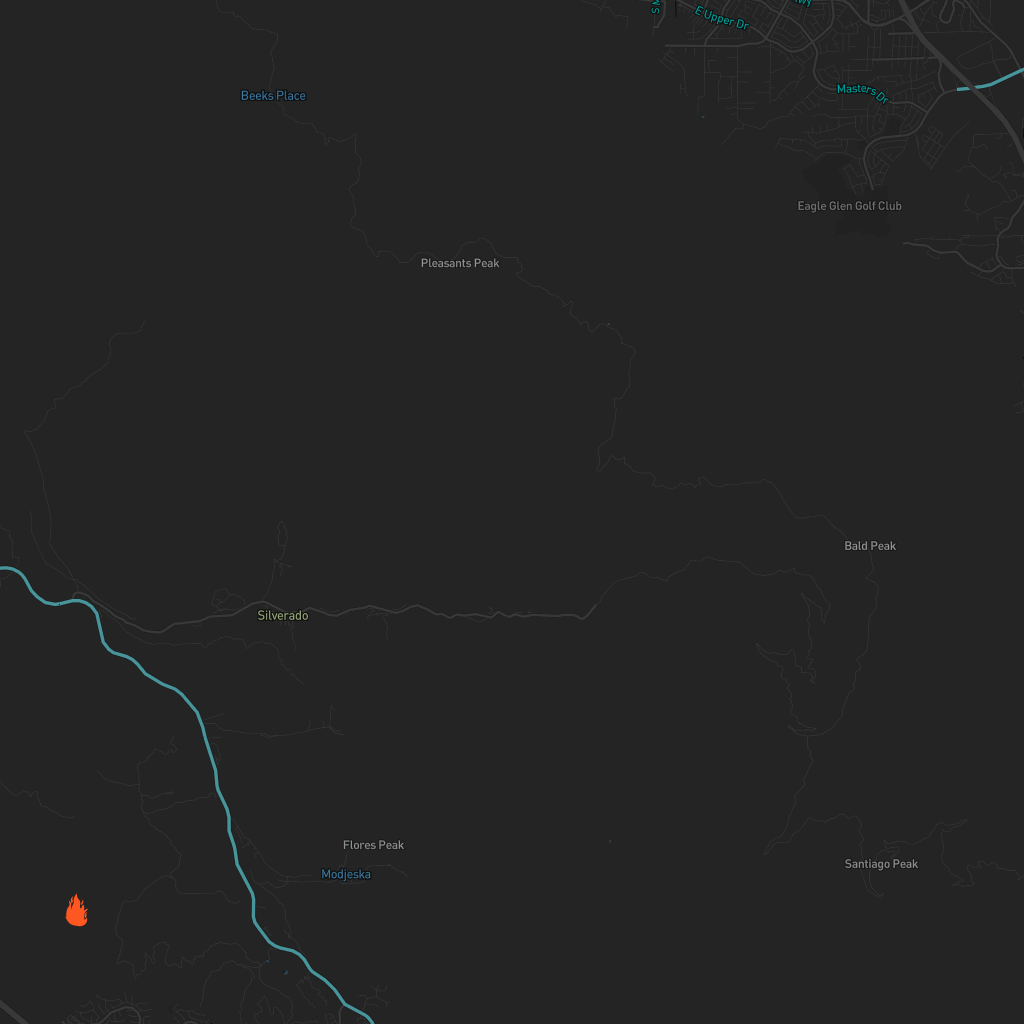 E Upper Dr
Beeks Place
Masters Dr
Eagle Glen Golf Club
Pleasants Peak
Bald Peak
Silverado
Flores Peak
Santiago Peak
Modjeska